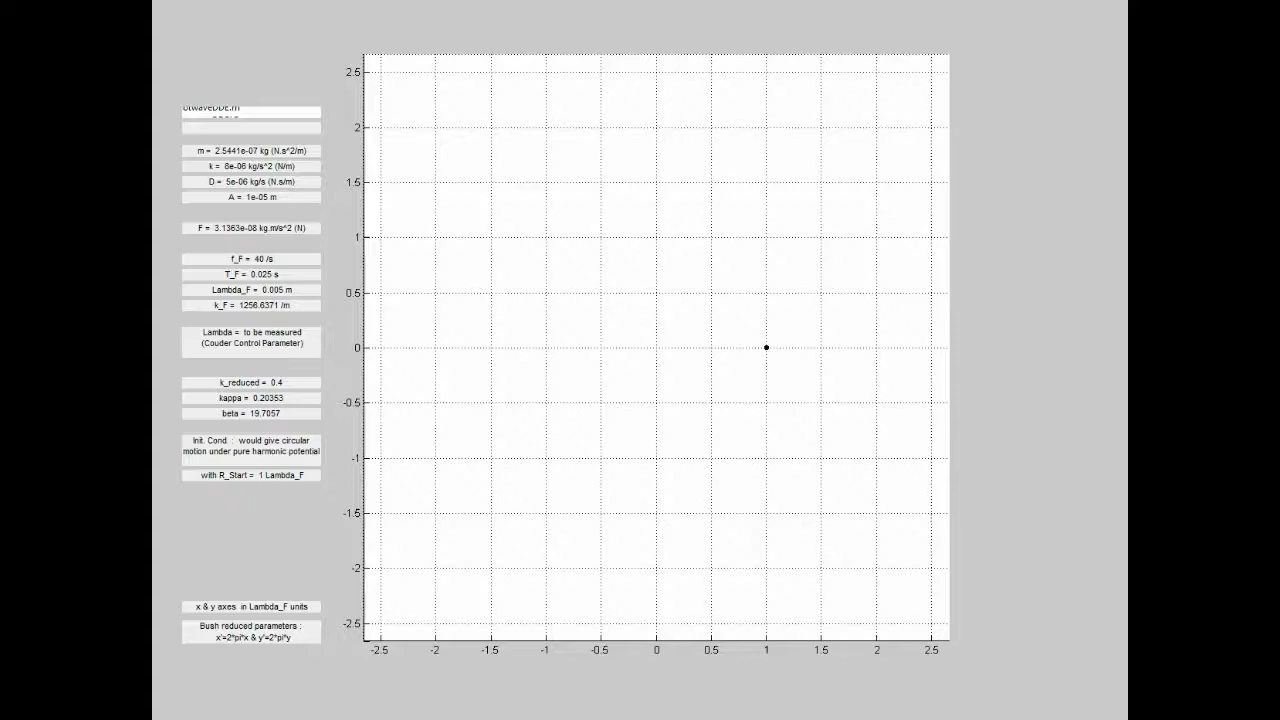 m = 2.5441e-07 kg (N.s^2/m)
k = 8e-06 kg/s^2 (N/m)
D = 5e-06 kg/s (N.s/m)
A = 1e-05 m
F = 3.1363e-08 kg.m/s^2 (N)
f_F = 40 /s
T_F = 0.025 s
Lambda_F = 0.005 m
k_F = 1256.6371 /m
Lambda = to be measured
(Couder Control Parameter)
k_reduced = 0.4
kappa = 0.20353
beta = 19.7057
Init. Cond. : would give circular
motion under pure harmonic potential
with R_Start = 1 Lambda_F
x & y axes in Lambda_F units
Bush reduced parameters :
x'=2*pi*x & y'=2*pi*y
2.5
2
1.5
1
0.5
0
-0.5
-1
-1.5
-2
-2.5
-2.5 -2 -1.5 -1 -0.5 0 0.5 1 1.5 2 2.5